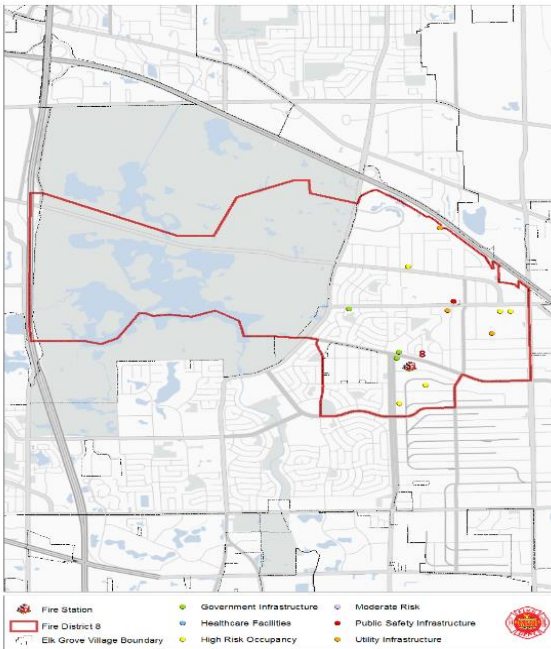 8
Fire Station
Government Infrastructure
Moderate Risk
Fire District 8
Healthcare Facilities
Public Safety Infrastructure
Elk Grove Village Boundary
High Risk Occupancy
Utility Infrastructure